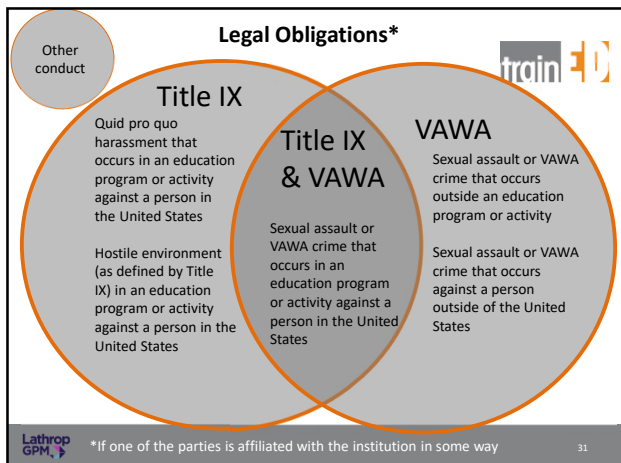 Legal Obligations*
Other
conduct
trainED
Title IX
Quid pro quo
harassment that
occurs in an education
program or activity
against a person in
the United States
Hostile environment
(as defined by Title
IX) in an education
program or activity
against a person in the
United States
Title IX
& VAWA
Sexual assault or
VAWA crime that
occurs in an
education program
or activity against a
person in the United
States
VAWA
Sexual assault or VAWA
crime that occurs
outside an education
program or activity
Sexual assault or VAWA
crime that occurs
against a person
outside of the United
States
Lathrop
GPM
*If one of the parties is affiliated with the institution in some way
31